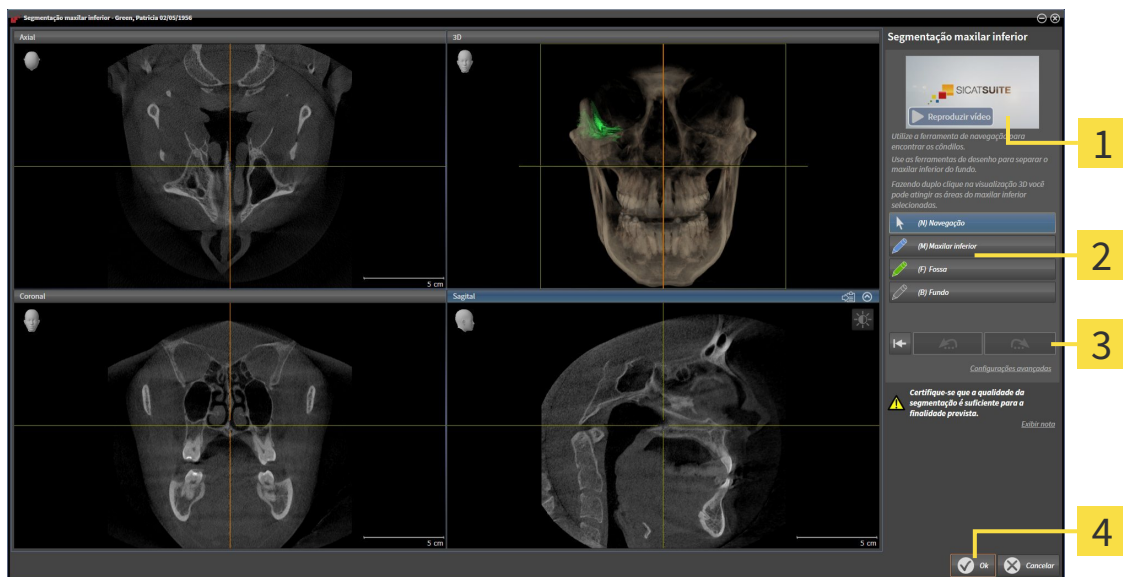 Segmentação maxilar inferior - Green, Patricia 02/05/1956
Axial
5 cm
3D
Coronal
5 cm
Sagital
5 cm
Segmentação maxilar inferior
SICATSUITE
Reproduzir vídeo
Utilize a ferramenta de navegação para
encontrar os côndilos.
Use as ferramentas de desenho para separar o
maxilar inferior do fundo.
Fazendo duplo clique na visualização 3D você
pode atingir as áreas do maxilar inferior
selecionadas.
(N) Navegação
(M) Maxilar inferior
(F) Fossa
(B) Fundo
Configurações avançadas
Certifique-se que a qualidade da
segmentação é suficiente para a
finalidade prevista.
Exibir nota
Ok
Cancelar
1
2
3
4